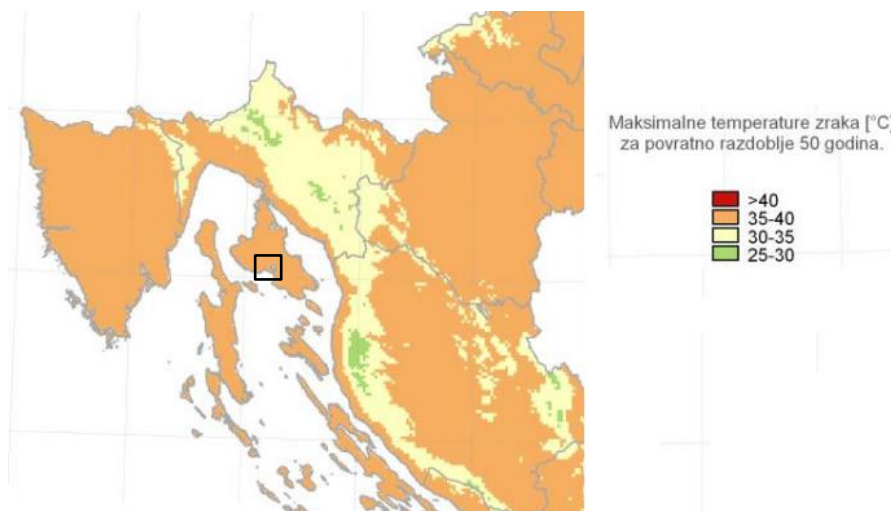 Maksimalne temperature zraka [°C]
za povratno razdoblje 50 godina.
>40
35-40
30-35
25-30